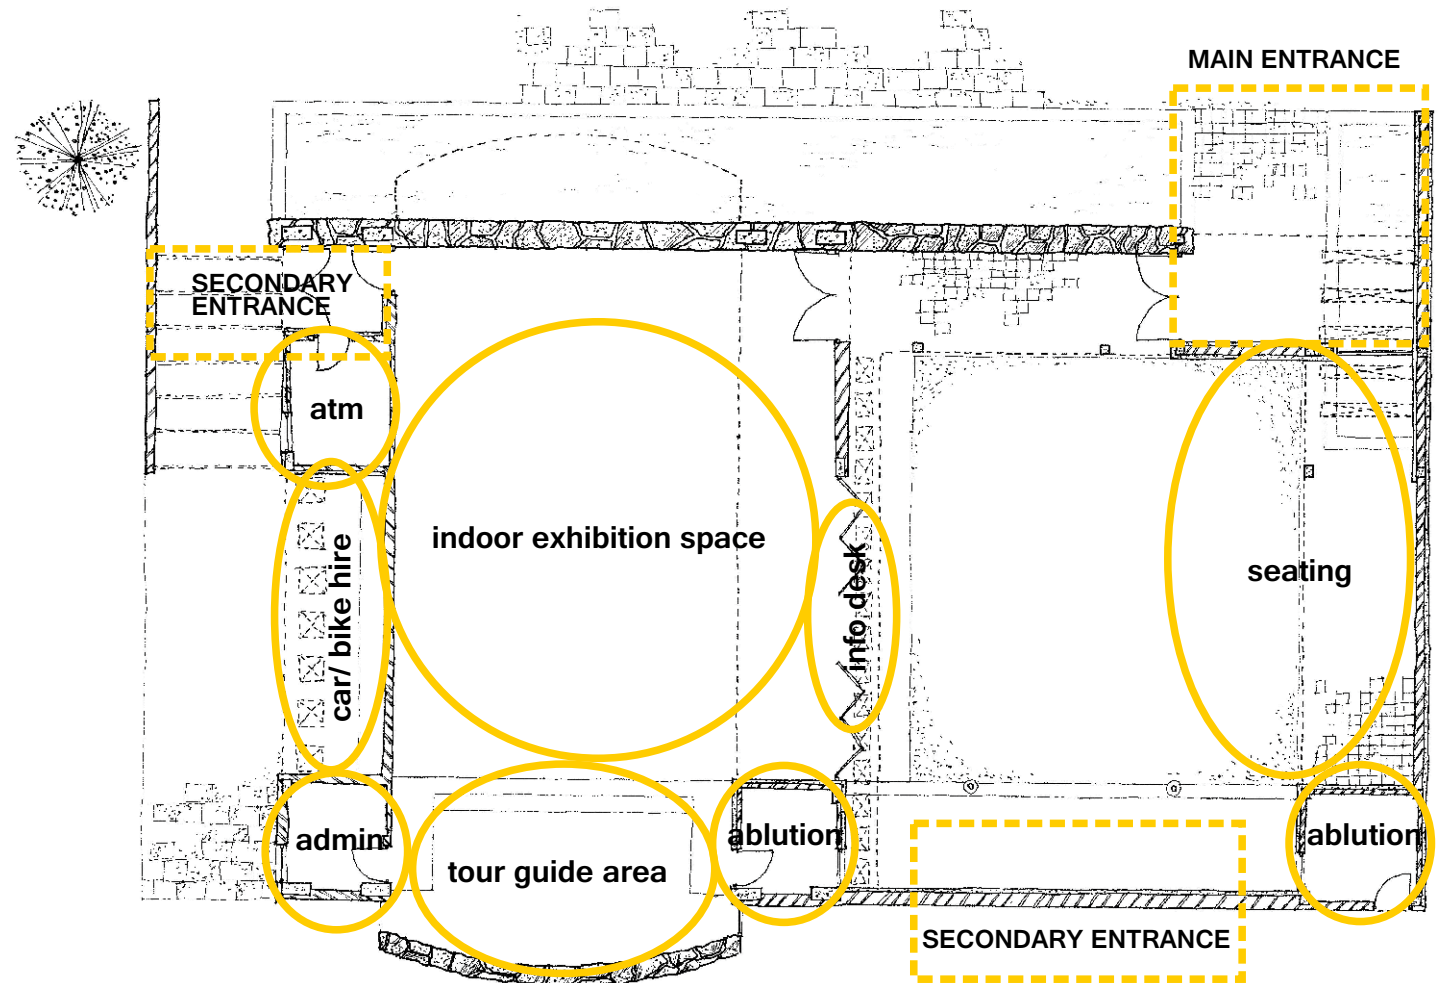 MAIN ENTRANCE
SECONDARY
ENTRANCE
atm
indoor exhibition space
car/ bike hire
info desk
seating
admin
tour guide area
ablution
ablution
SECONDARY ENTRANCE